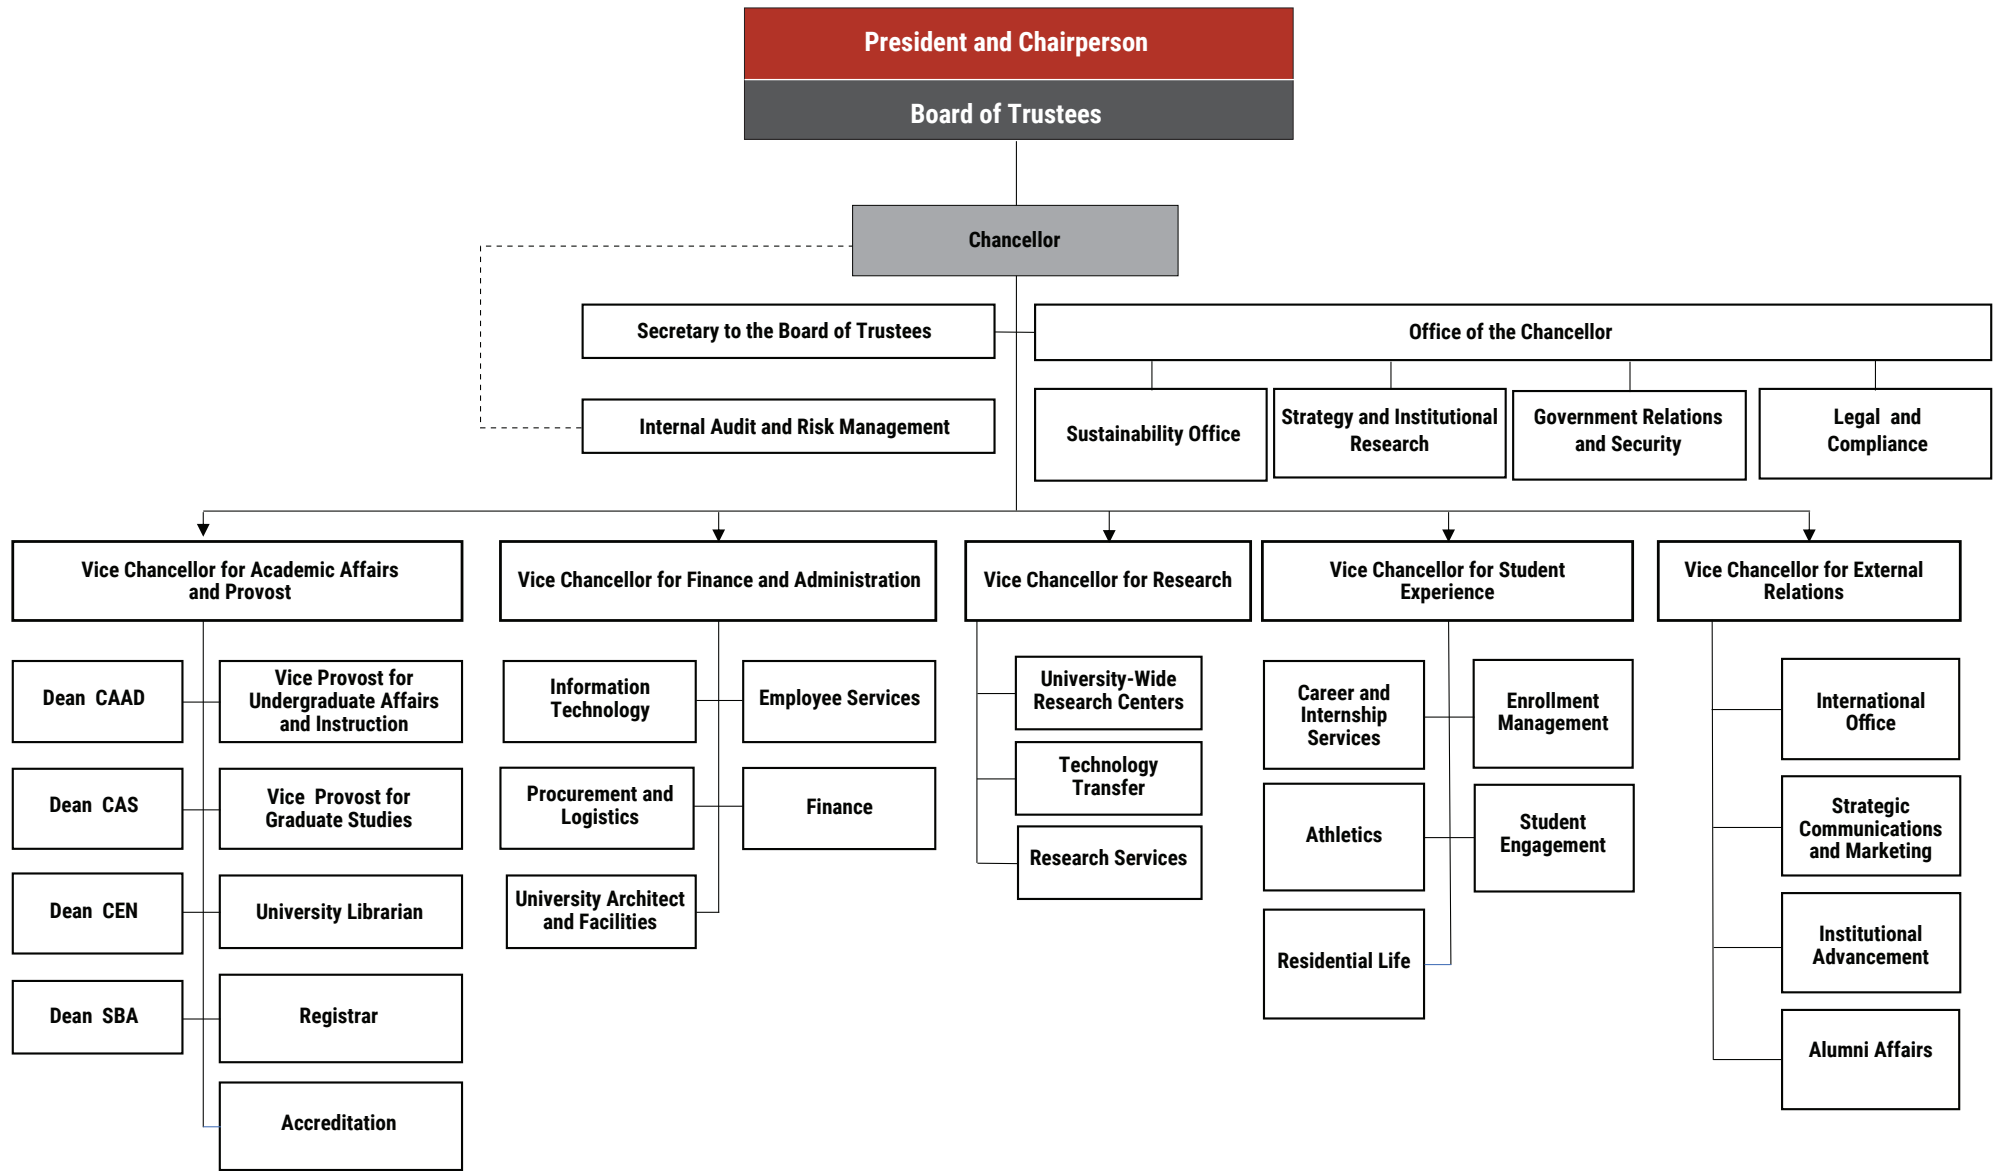 President and Chairperson
Board of Trustees
Chancellor
Secretary to the Board of Trustees
Office of the Chancellor
Internal Audit and Risk Management
Sustainability Office
Strategy and Institutional
Research
Government Relations
and Security
Legal and
Compliance
Vice Chancellor for Academic Affairs
and Provost
Vice Chancellor for Finance and Administration
Vice Chancellor for Research
Vice Chancellor for Student
Experience
Vice Chancellor for External
Relations
Dean CAAD
Vice Provost for
Undergraduate Affairs
and Instruction
Dean CAS
Vice Provost for
Graduate Studies
Dean CEN
University Librarian
Dean SBA
Registrar
Accreditation
Information
Technology
Employee Services
Procurement and
Logistics
Finance
University Architect
and Facilities
University-Wide
Research Centers
Technology
Transfer
Research Services
Career and
Internship
Services
Enrollment
Management
Athletics
Student
Engagement
Residential Life
International
Office
Strategic
Communications
and Marketing
Institutional
Advancement
Alumni Affairs